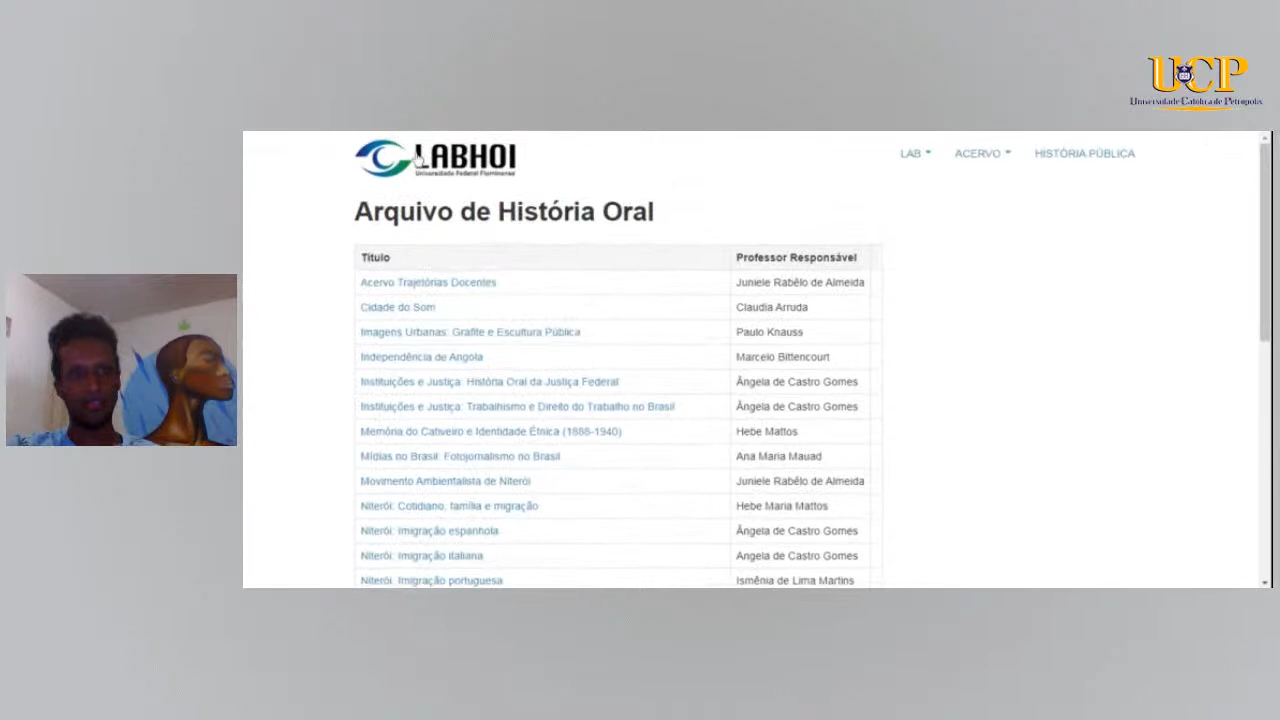 UCP
Universidade Católica de Petrópolis
LABHOI
Universidade Federal Fluminense
LAB
ACERVO
HISTÓRIA PÚBLICA
Arquivo de História Oral
Título Professor Responsável
Acervo Trajetórias Docentes Juniele Rabêlo de Almeida
Cidade do Som Claudia Arruda
Imagens Urbanas: Grafite e Escultura Pública Paulo Knauss
Independência de Angola Marcelo Bittencourt
Instituições e Justiça: História Oral da Justiça Federal Ângela de Castro Gomes
Instituições e Justiça: Trabalhismo e Direito do Trabalho no Brasil Ângela de Castro Gomes
Memória do Cativeiro e Identidade Étnica (1888-1940) Hebe Mattos
Mídias no Brasil: Fotojornalismo no Brasil Ana Maria Mauad
Movimento Ambientalista de Niterói Juniele Rabêlo de Almeida
Niterói: Cotidiano, família e migração Hebe Maria Mattos
Niterói: Imigração espanhola Ângela de Castro Gomes
Niterói: Imigração italiana Angela de Castro Gomes
Niterói: Imigração portuguesa Ismênia de Lima Martins